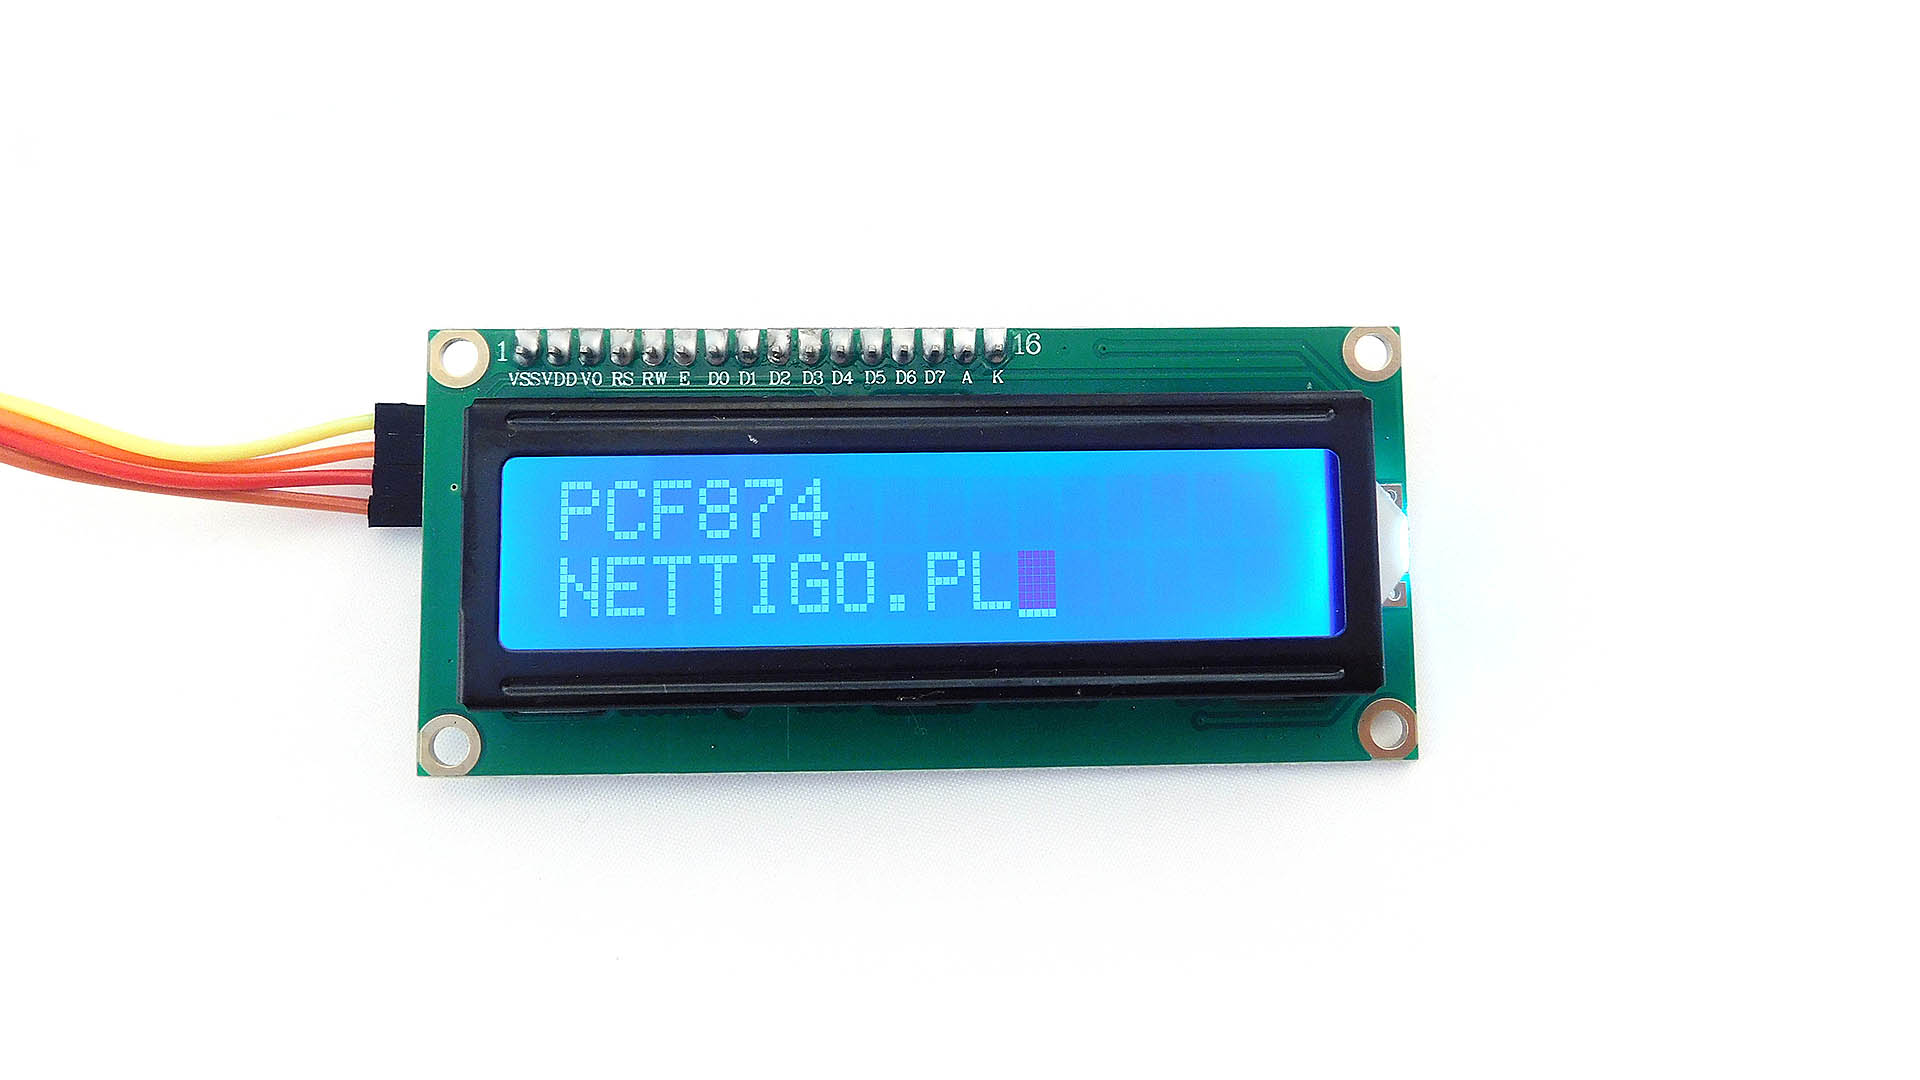 1 16
VSS VDD V0 RS RW E D0 D1 D2 D3 D4 D5 D6 D7 A K
PCF874
NETTIGO.PL